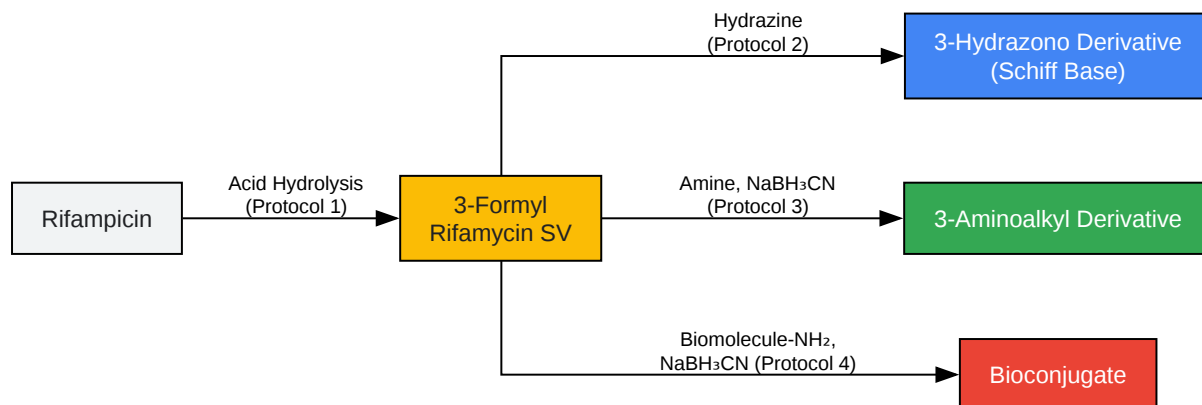 Hydrazine
(Protocol 2)
3-Hydrazono Derivative
(Schiff Base)
Rifampicin
Acid Hydrolysis
(Protocol 1)
3-Formyl
Rifamycin SV
Amine, NaBH₃CN
(Protocol 3)
3-Aminoalkyl Derivative
Biomolecule-NH₂,
NaBH₃CN (Protocol 4)
Bioconjugate